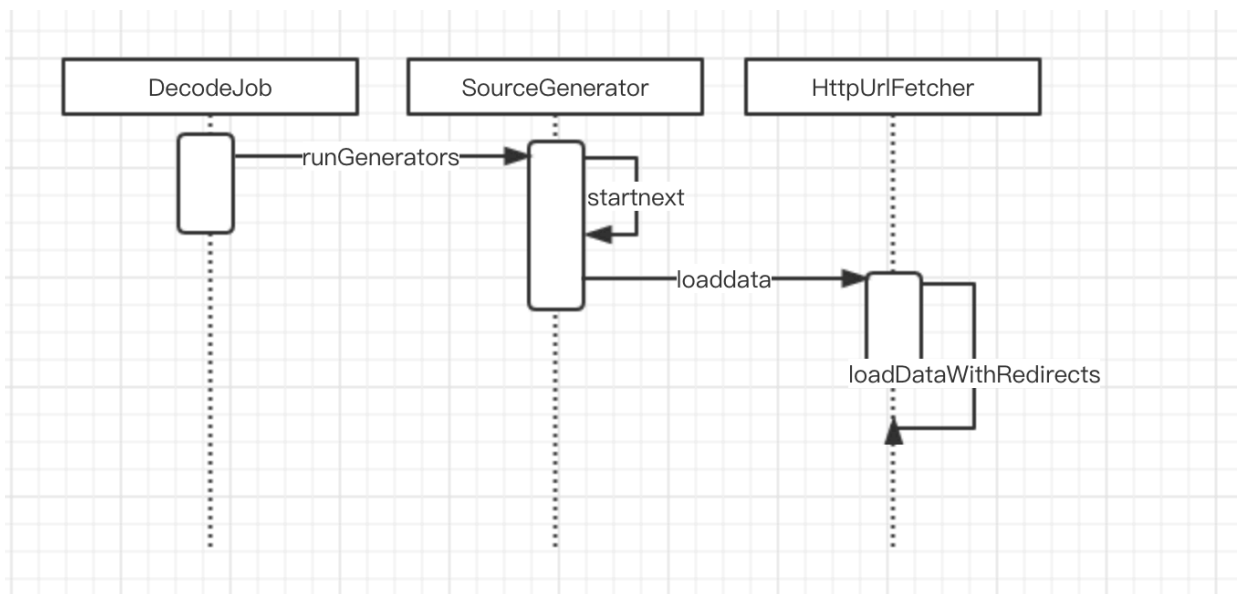 DecodeJob
SourceGenerator
HttpUrlFetcher
runGenerators
startnext
loaddata
loadDataWithRedirects